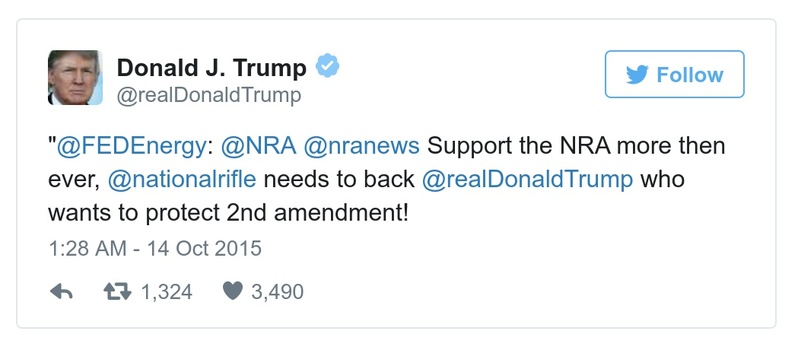 Donald J. Trump
@realDonaldTrump
Follow
"@FEDEnergy: @NRA @nranews Support the NRA more then
ever, @nationalrifle needs to back @realDonaldTrump who
wants to protect 2nd amendment!
1:28 AM - 14 Oct 2015
1,324 3,490